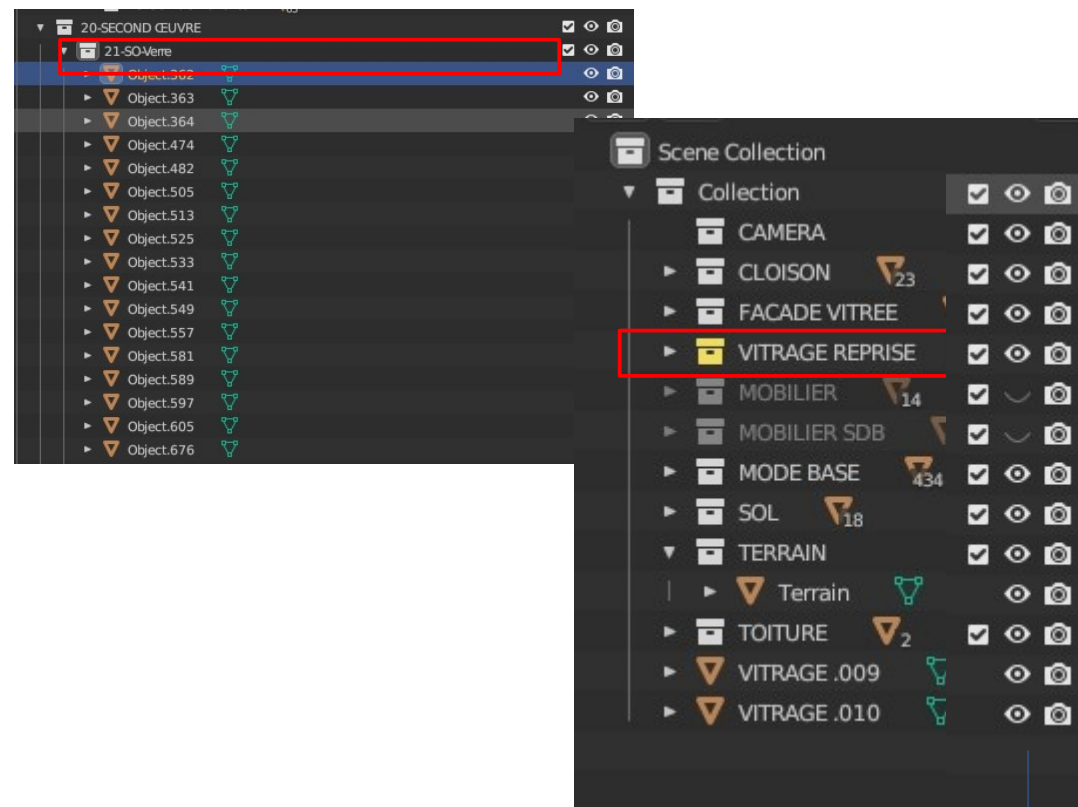 20-SECOND ŒUVRE
21-SO-Verre
Object.362
Object.363
Object.364
Object.474
Object.482
Object.505
Object.513
Object.525
Object.533
Object.541
Object.549
Object.557
Object.581
Object.589
Object.597
Object.605
Object.676
Scene Collection
Collection
CAMERA
CLOISON 23
FACADE VITREE
VITRAGE REPRISE
MOBILIER 14
MOBILIER SDB
MODE BASE 434
SOL 18
TERRAIN
Terrain
TOITURE 2
VITRAGE .009
VITRAGE .010